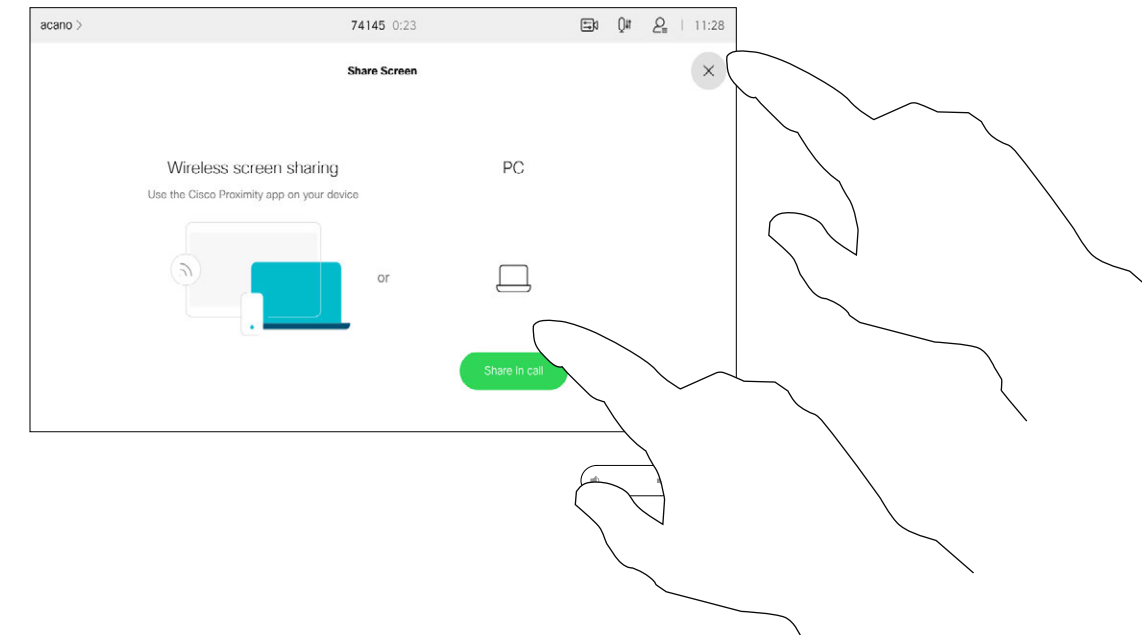 acano >
74145 0:23
11:28
Share Screen
Wireless screen sharing
Use the Cisco Proximity app on your device
or
PC
Share in call